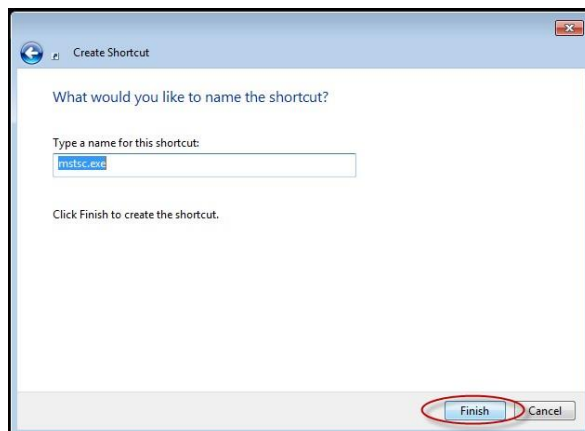 Create Shortcut
What would you like to name the shortcut?
Type a name for this shortcut:
mstsc.exe
Click Finish to create the shortcut.
Finish Cancel